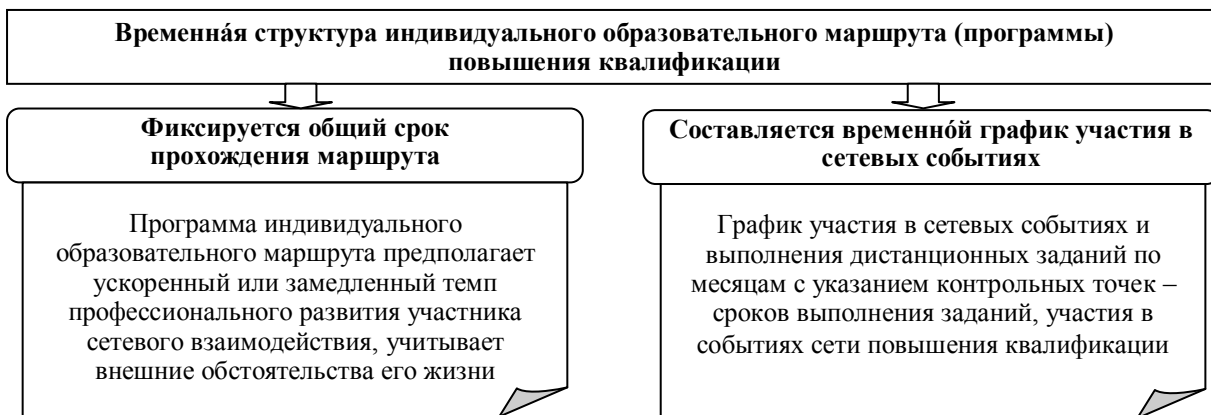 Временна́я структура индивидуального образовательного маршрута (программы)
повышения квалификации
Фиксируется общий срок
прохождения маршрута
Программа индивидуального
образовательного маршрута предполагает
ускоренный или замедленный темп
профессионального развития участника
сетевого взаимодействия, учитывает
внешние обстоятельства его жизни
Составляется временно́й график участия в
сетевых событиях
График участия в сетевых событиях и
выполнения дистанционных заданий по
месяцам с указанием контрольных точек –
сроков выполнения заданий, участия в
событиях сети повышения квалификации